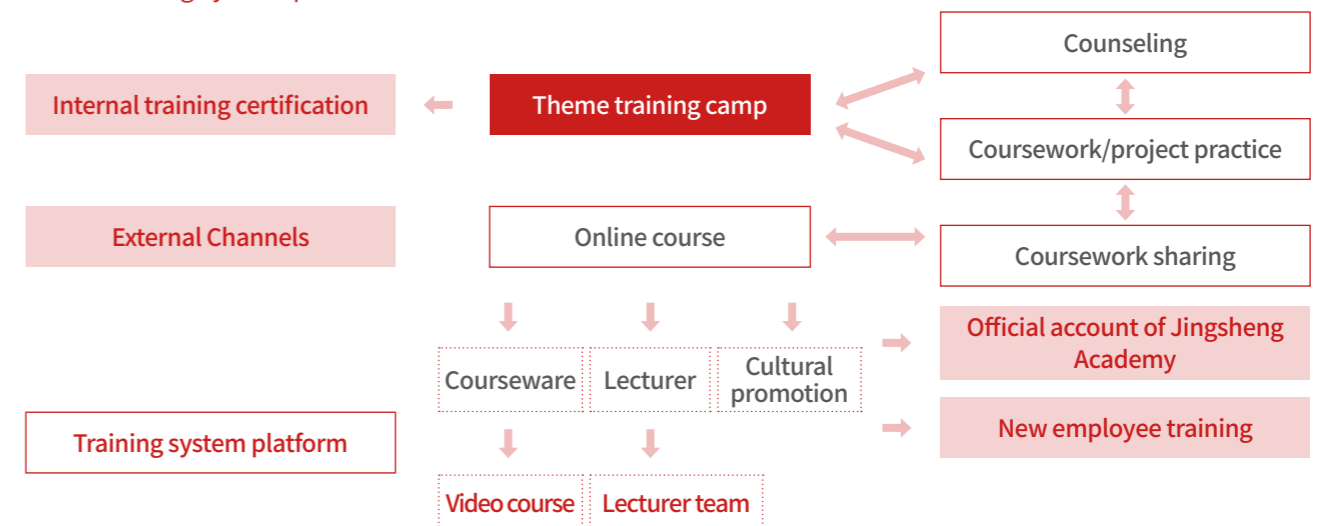 Counseling
Internal training certification
Theme training camp
Coursework/project practice
External Channels
Online course
Coursework sharing
Official account of Jingsheng
Academy
Courseware
Lecturer
Cultural
promotion
New employee training
Training system platform
Video course
Lecturer team